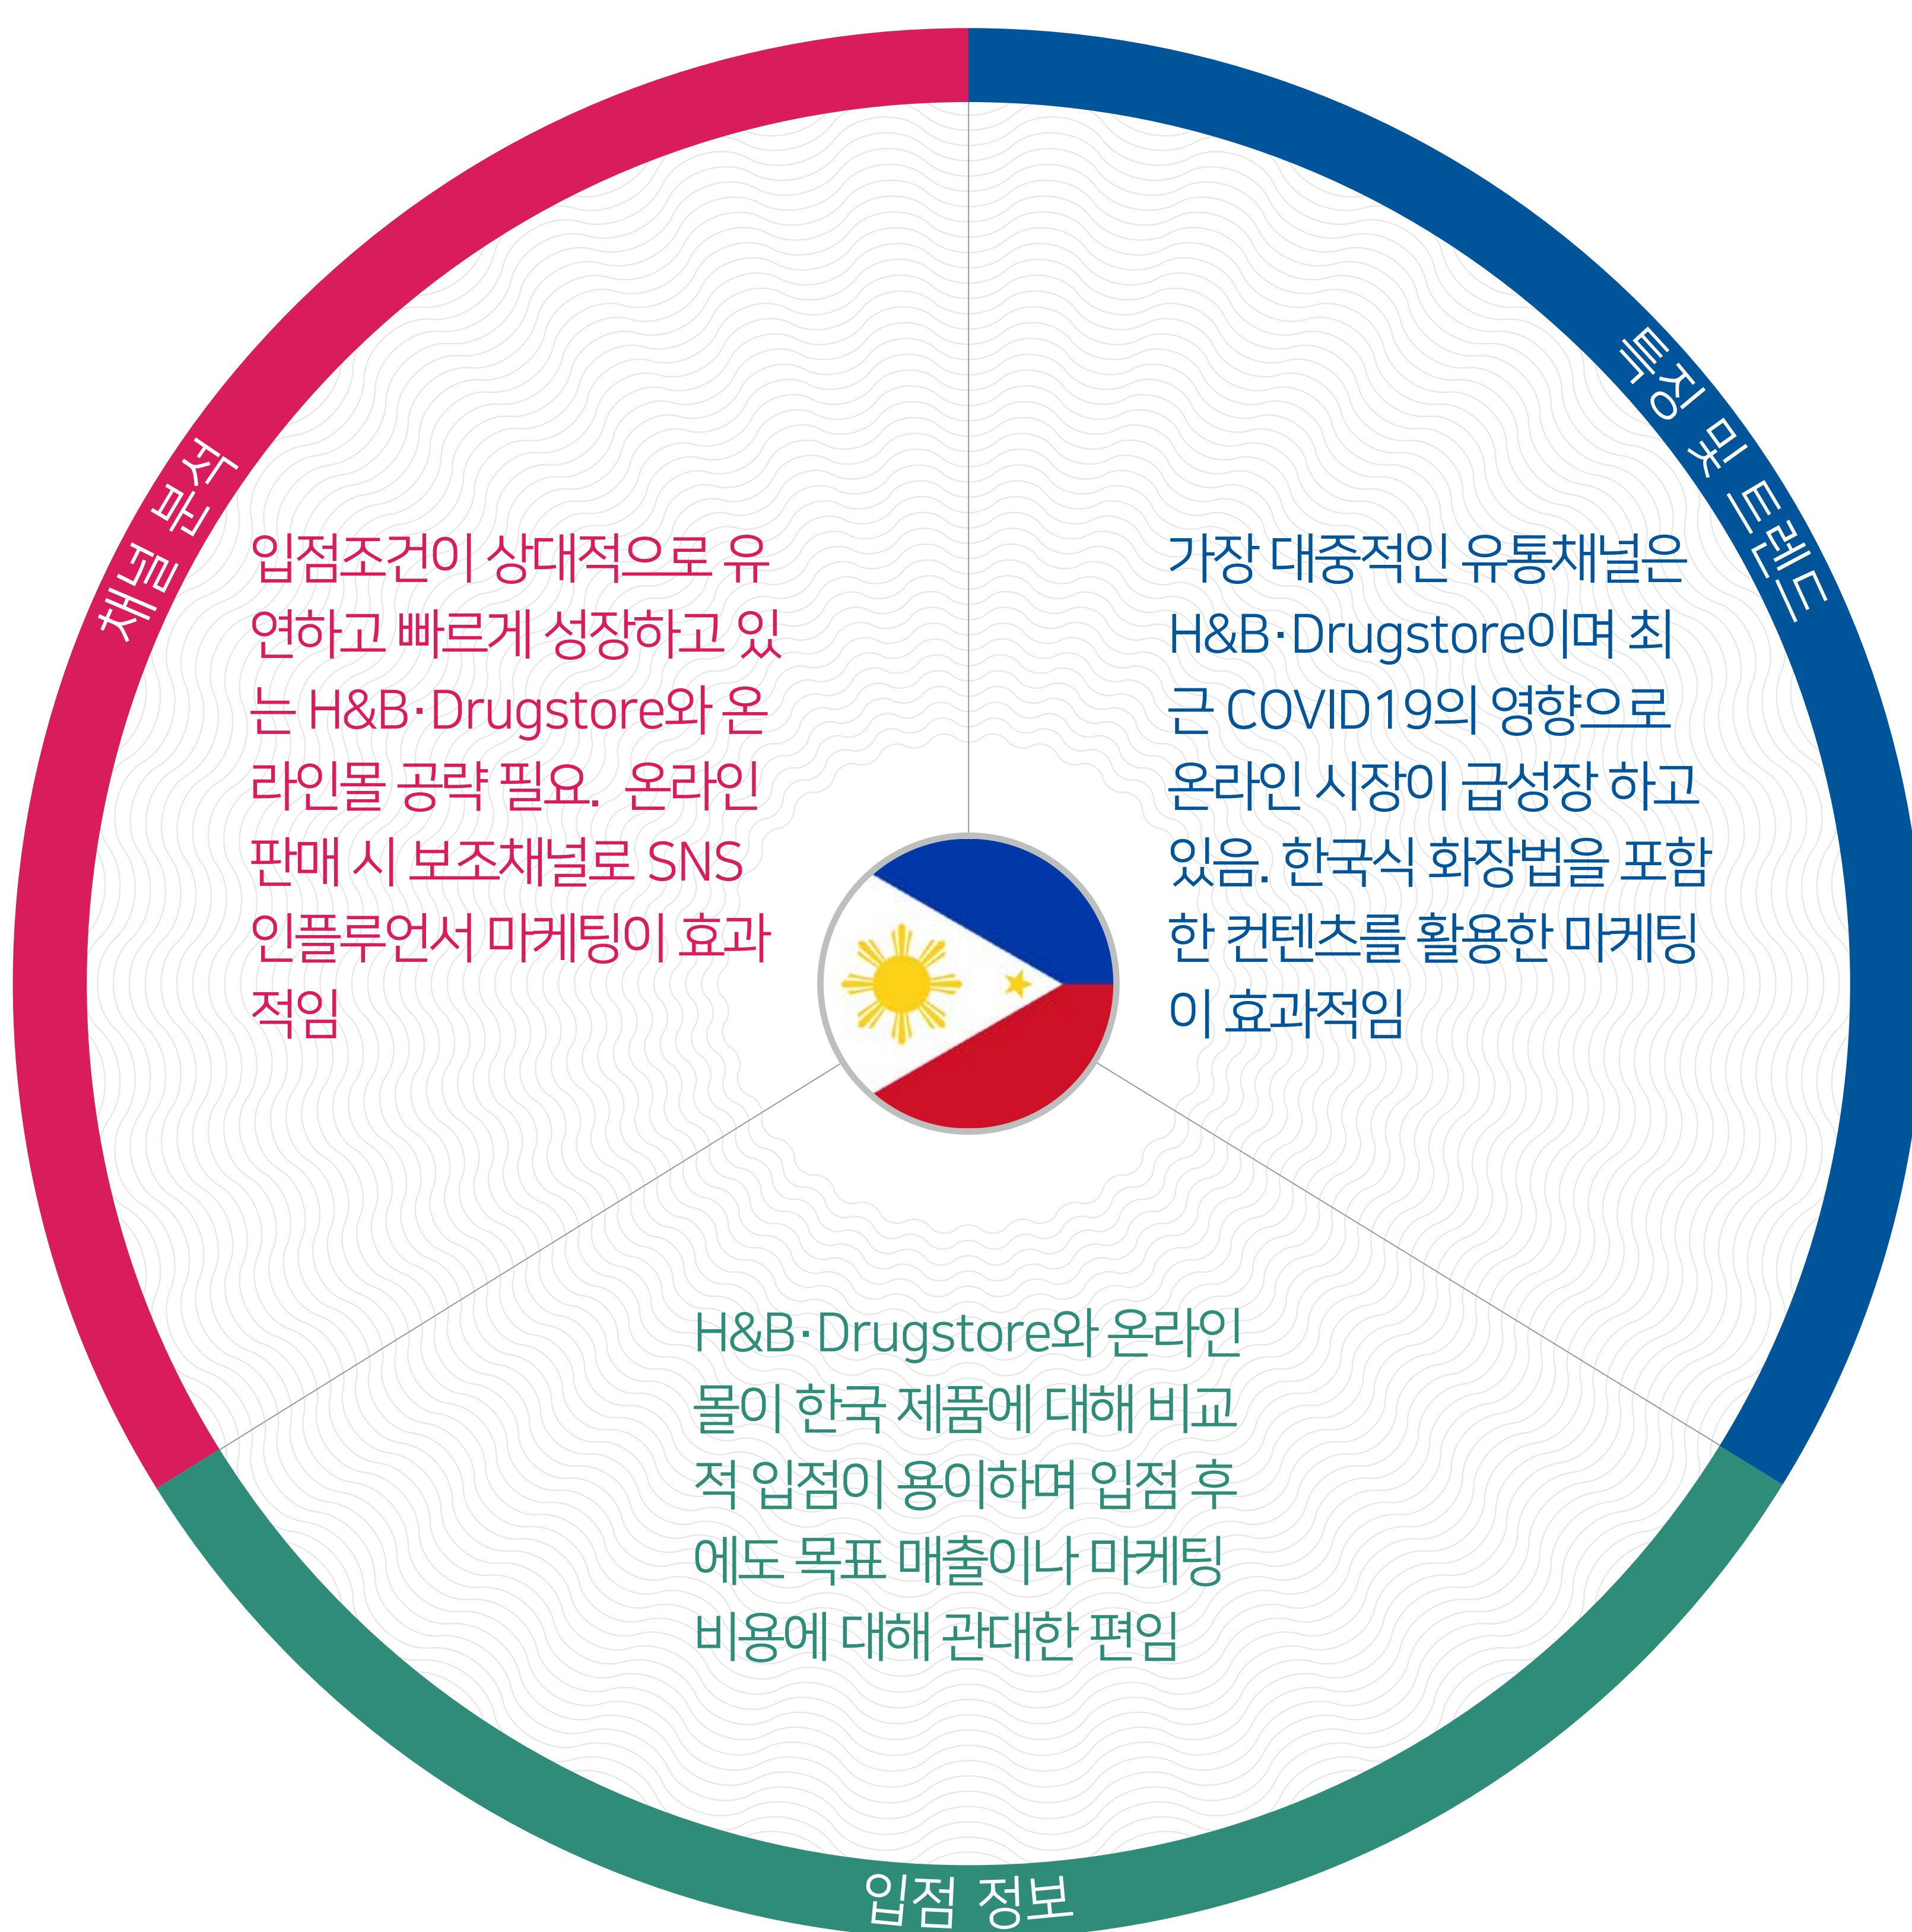 채널 분석
입점조건이 상대적으로 유
연하고 빠르게 성장하고 있
는 H&B·Drugstore와 온
라인몰 공략 필요. 온라인
판매 시 보조채널로 SNS
인플루언서 마케팅이 효과
적임
특징 및 트렌드
가장 대중적인 유통채널은
H&B·Drugstore이며 최
근 COVID19의 영향으로
온라인 시장이 급성장 하고
있음. 한국식 화장법을 포함
한 컨텐츠를 활용한 마케팅
이 효과적임
H&B·Drugstore와 온라인
몰이 한국 제품에 대해 비교
적 입점이 용이하며 입점 후
에도 목표 매출이나 마케팅
비용에 대해 관대한 편임
입점 정보